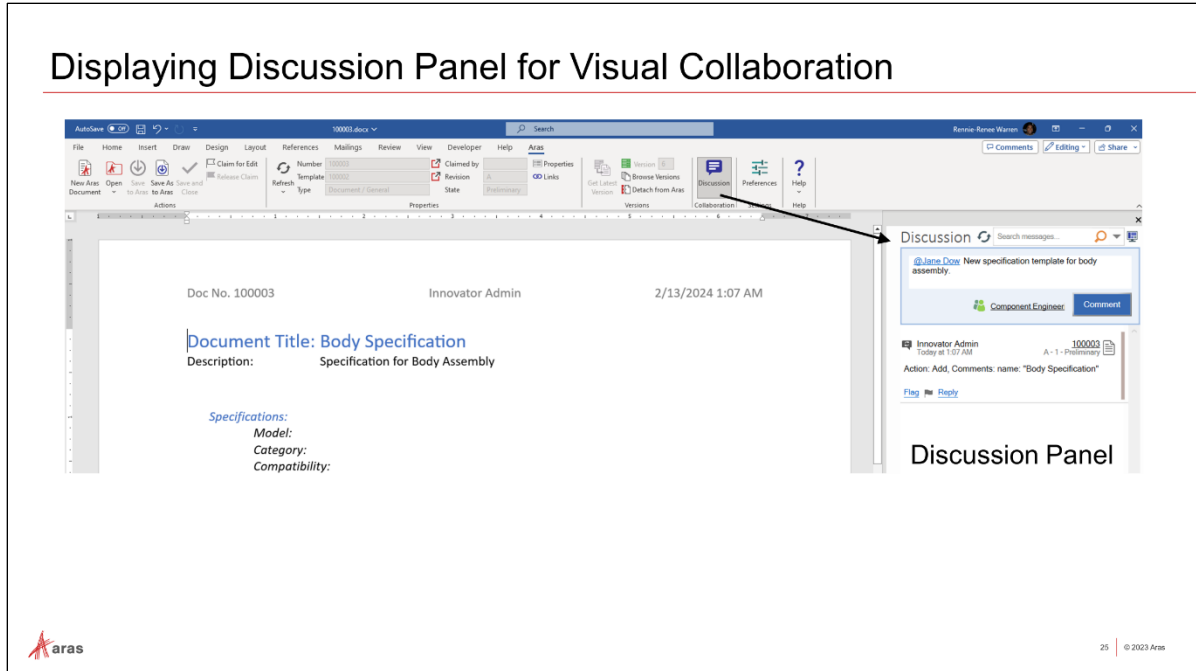 Displaying Discussion Panel for Visual Collaboration
AutoSave Off 100003.docx Search Rennie-Renee Warren
File Home Insert Draw Design Layout References Mailings Review View Developer Help Aras Comments Editing Share
New Aras Document
Open
Save to Aras
Save As to Aras
Save and Close
Claim for Edit
Release Claim
Actions
Refresh
Number 100003
Template 100002
Type Document / General
Claimed by
Revision A
State Preliminary
Properties
Links
Properties
Get Latest Version
Version 6
Browse Versions
Detach from Aras
Versions
Discussion
Collaboration
Preferences
Settings
Help
Help
Discussion Search messages...
@Jane Dow New specification template for body
assembly.
Component Engineer Comment
Innovator Admin 100003
Today at 1:07 AM A - 1 - Preliminary
Action: Add, Comments: name: "Body Specification"
Flag Reply
Discussion Panel
Doc No. 100003 Innovator Admin 2/13/2024 1:07 AM
Document Title: Body Specification
Description: Specification for Body Assembly
Specifications:
Model:
Category:
Compatibility:
aras
25 © 2023 Aras